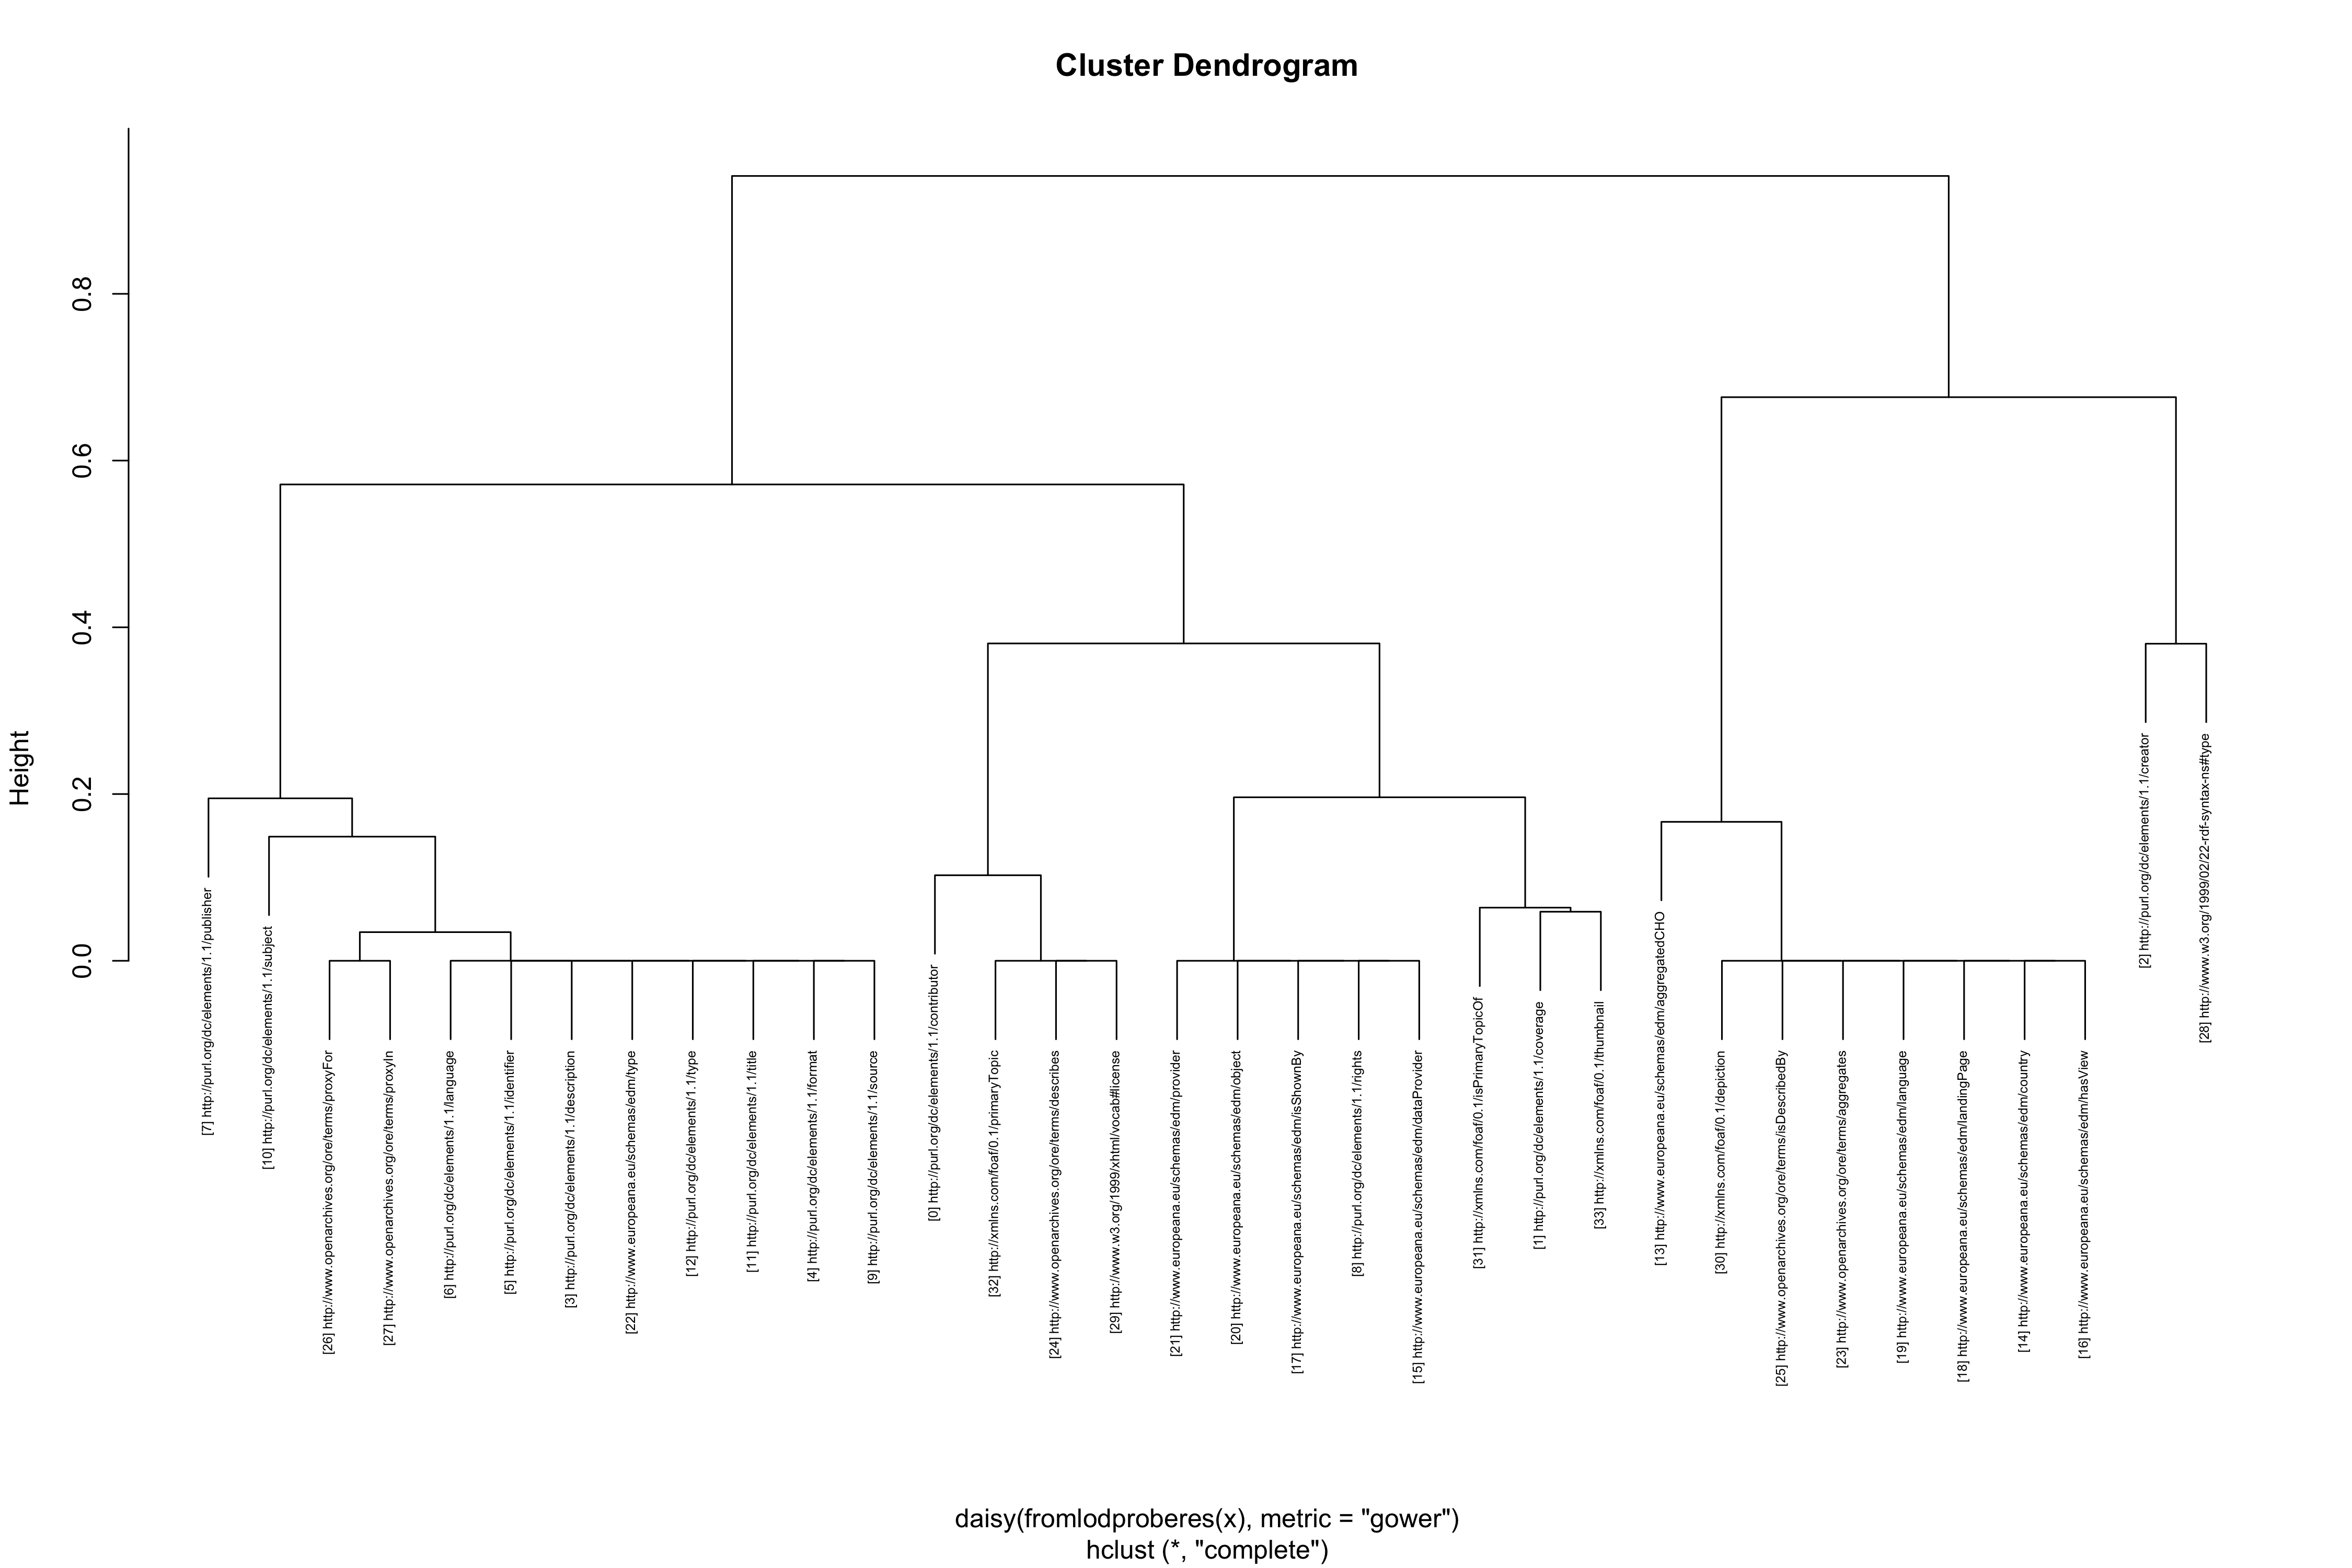 Cluster Dendrogram
Height
0.0
0.2
0.4
0.6
0.8
[7] http://purl.org/dc/elements/1.1/publisher
[10] http://purl.org/dc/elements/1.1/subject
[26] http://www.openarchives.org/ore/terms/proxyFor
[27] http://www.openarchives.org/ore/terms/proxyIn
[6] http://purl.org/dc/elements/1.1/language
[5] http://purl.org/dc/elements/1.1/identifier
[3] http://purl.org/dc/elements/1.1/description
[22] http://www.europeana.eu/schemas/edm/type
[12] http://purl.org/dc/elements/1.1/type
[11] http://purl.org/dc/elements/1.1/title
[4] http://purl.org/dc/elements/1.1/format
[9] http://purl.org/dc/elements/1.1/source
[0] http://purl.org/dc/elements/1.1/contributor
[32] http://xmlns.com/foaf/0.1/primaryTopic
[24] http://www.openarchives.org/ore/terms/describes
[29] http://www.w3.org/1999/xhtml/vocab#license
[21] http://www.europeana.eu/schemas/edm/provider
[20] http://www.europeana.eu/schemas/edm/object
[17] http://www.europeana.eu/schemas/edm/isShownBy
[8] http://purl.org/dc/elements/1.1/rights
[15] http://www.europeana.eu/schemas/edm/dataProvider
[31] http://xmlns.com/foaf/0.1/isPrimaryTopicOf
[1] http://purl.org/dc/elements/1.1/coverage
[33] http://xmlns.com/foaf/0.1/thumbnail
[13] http://www.europeana.eu/schemas/edm/aggregatedCHO
[30] http://xmlns.com/foaf/0.1/depiction
[25] http://www.openarchives.org/ore/terms/isDescribedBy
[23] http://www.openarchives.org/ore/terms/aggregates
[19] http://www.europeana.eu/schemas/edm/language
[18] http://www.europeana.eu/schemas/edm/landingPage
[14] http://www.europeana.eu/schemas/edm/country
[16] http://www.europeana.eu/schemas/edm/hasView
[2] http://purl.org/dc/elements/1.1/creator
[28] http://www.w3.org/1999/02/22-rdf-syntax-ns#type
daisy(fromlodproberes(x), metric = "gower")
hclust (*, "complete")